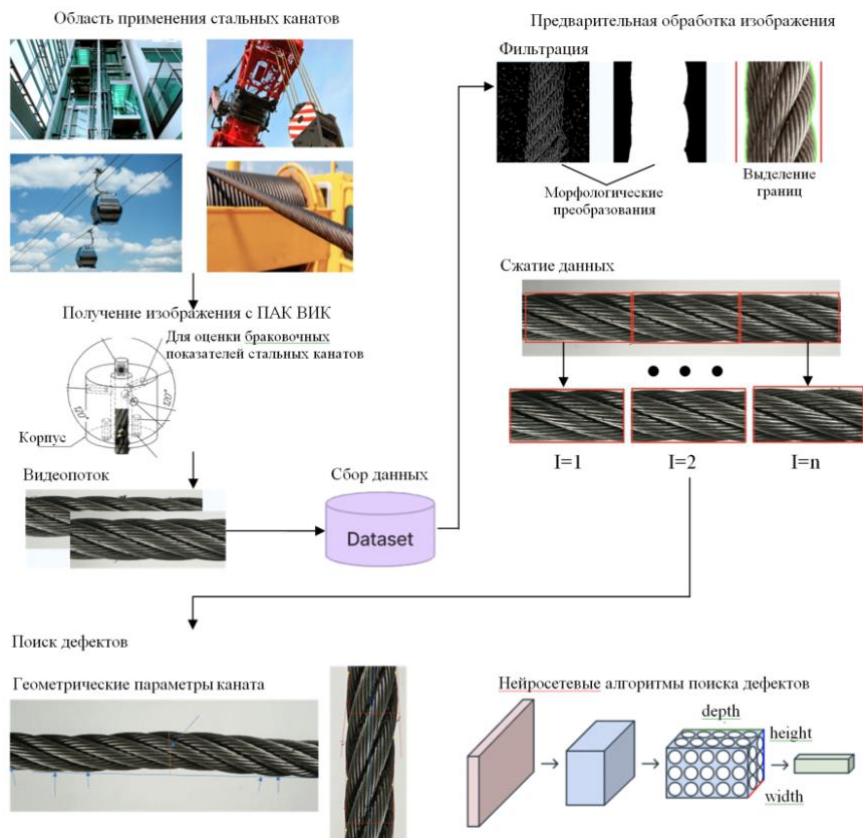 Область применения стальных канатов
Получение изображения с ПАК ВИК
Для оценки браковочных
показателей стальных канатов
120°
120°
Корпус
Видеопоток
Сбор данных
Dataset
Предварительная обработка изображения
Фильтрация
Морфологические
преобразования
Выделение
границ
Сжатие данных
I=1
I=2
I=n
Поиск дефектов
Геометрические параметры каната
Нейросетевые алгоритмы поиска дефектов
depth
height
width